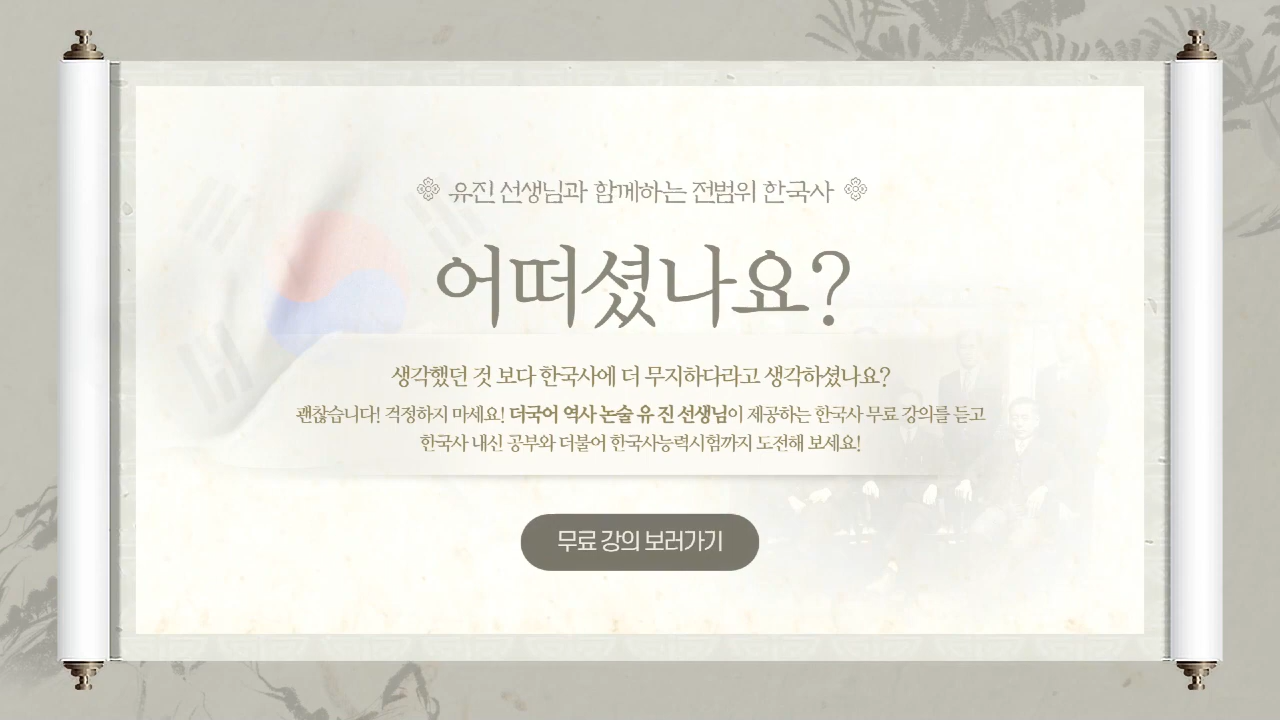 유진 선생님과 함께하는 전범위 한국사
어떠셨나요?
생각했던 것 보다 한국사에 더 무지하다라고 생각하셨나요?
괜찮습니다! 걱정하지 마세요! 더국어 역사 논술 유 진 선생님이 제공하는 한국사 무료 강의를 듣고
한국사 내신 공부와 더불어 한국사능력시험까지 도전해 보세요!
무료 강의 보러가기